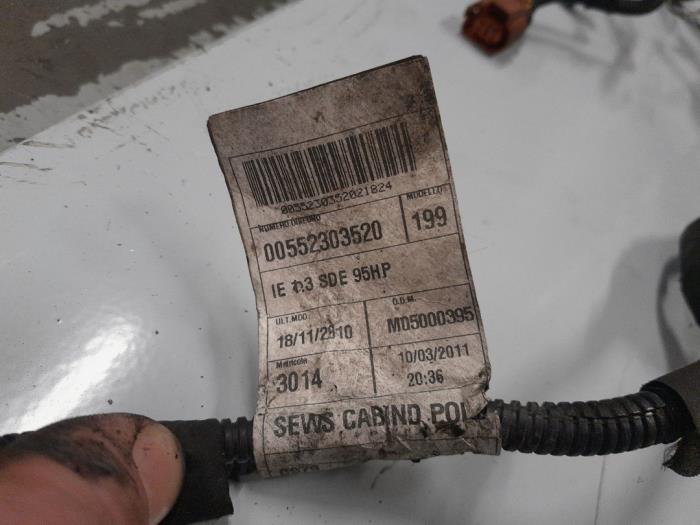 0055230352021824
NUMERO DISEGNO MODELLO
00552303520 199
IE 1.3 SDE 95HP
ULT.MOD. O.D.M.
18/11/2010 M05000395
Matricola 10/03/2011
3014 20:36
SEWS CABIND POL